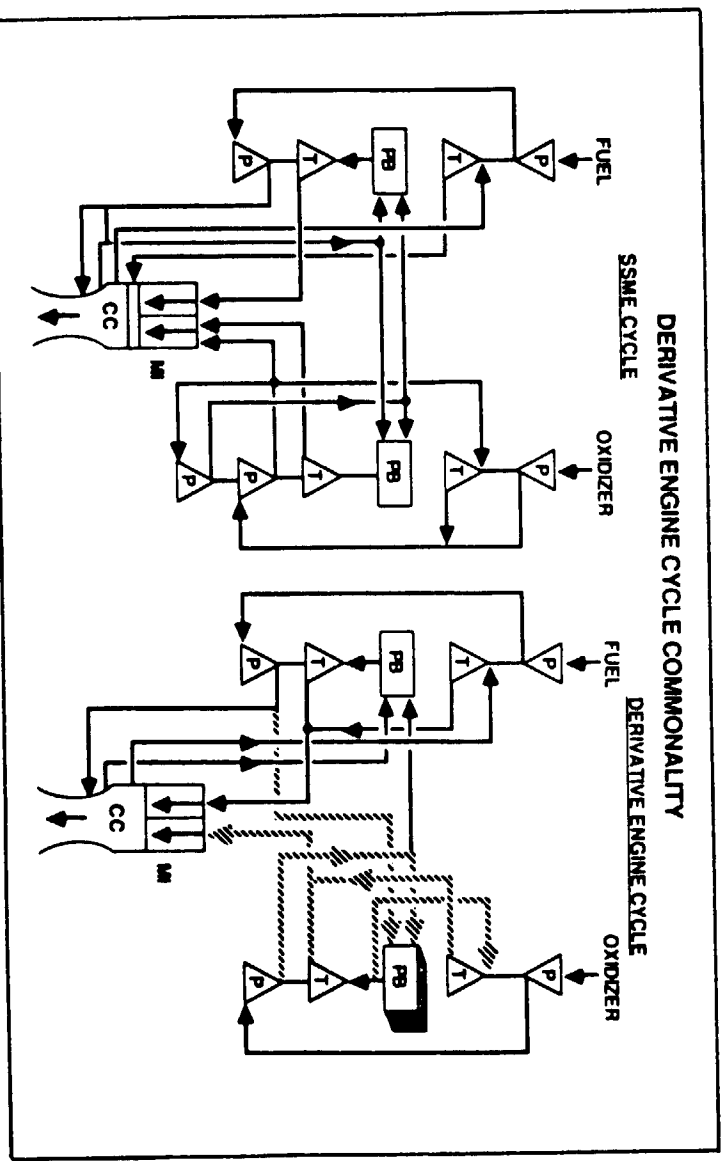 DERIVATIVE ENGINE CYCLE COMMONALITY
SSME CYCLE
DERIVATIVE ENGINE CYCLE
FUEL
OXIDIZER
FUEL
OXIDIZER
P
P
P
P
T
T
T
T
PB
PB
PB
PB
T
T
T
T
P
P
P
P
P
MI
MI
CC
CC